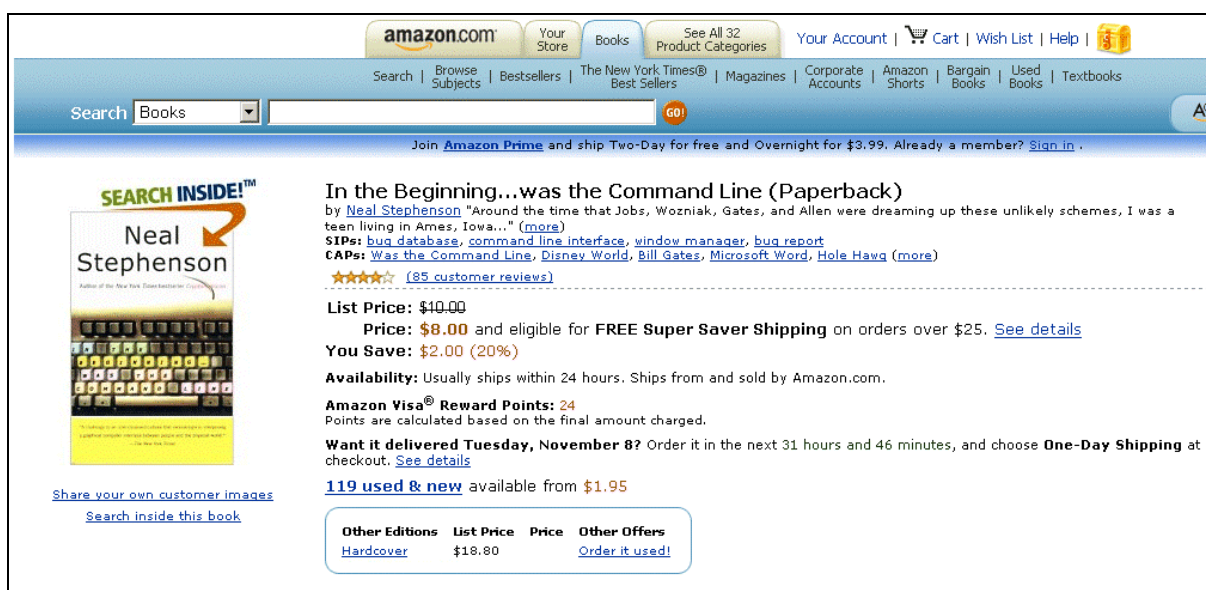 amazon.com
Your Store
Books
See All 32 Product Categories
Your Account | Cart | Wish List | Help |
Search | Browse Subjects | Bestsellers | The New York Times® Best Sellers | Magazines | Corporate Accounts | Amazon Shorts | Bargain Books | Used Books | Textbooks
Search Books GO!
Join Amazon Prime and ship Two-Day for free and Overnight for $3.99. Already a member? Sign in .
SEARCH INSIDE!™
Neal
Stephenson
Author of the New York Times bestseller Cryptonomicon
In the Beginning...was the Command Line (Paperback)
by Neal Stephenson "Around the time that Jobs, Wozniak, Gates, and Allen were dreaming up these unlikely schemes, I was a
teen living in Ames, Iowa..." (more)
SIPs: bug database, command line interface, window manager, bug report
CAPs: Was the Command Line, Disney World, Bill Gates, Microsoft Word, Hole Hawg (more)
(85 customer reviews)
List Price: $10.00
Price: $8.00 and eligible for FREE Super Saver Shipping on orders over $25. See details
You Save: $2.00 (20%)
Availability: Usually ships within 24 hours. Ships from and sold by Amazon.com.
Amazon Visa® Reward Points: 24
Points are calculated based on the final amount charged.
Want it delivered Tuesday, November 8? Order it in the next 31 hours and 46 minutes, and choose One-Day Shipping at
checkout. See details
119 used & new available from $1.95
Other Editions List Price Price Other Offers
Hardcover $18.80 Order it used!
Share your own customer images
Search inside this book